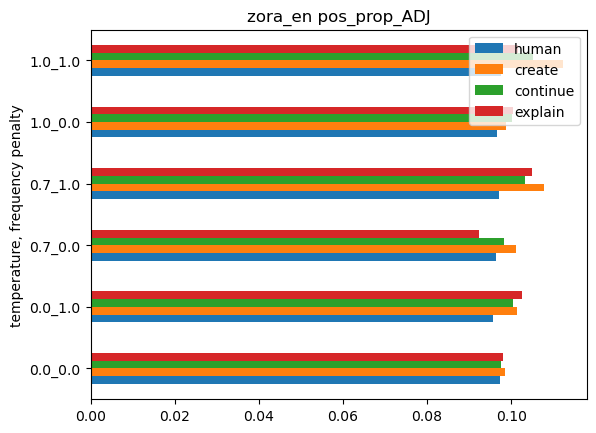 zora_en pos_prop_ADJ
human
create
continue
explain
temperature, frequency penalty
1.0_1.0
1.0_0.0
0.7_1.0
0.7_0.0
0.0_1.0
0.0_0.0
0.00 0.02 0.04 0.06 0.08 0.10